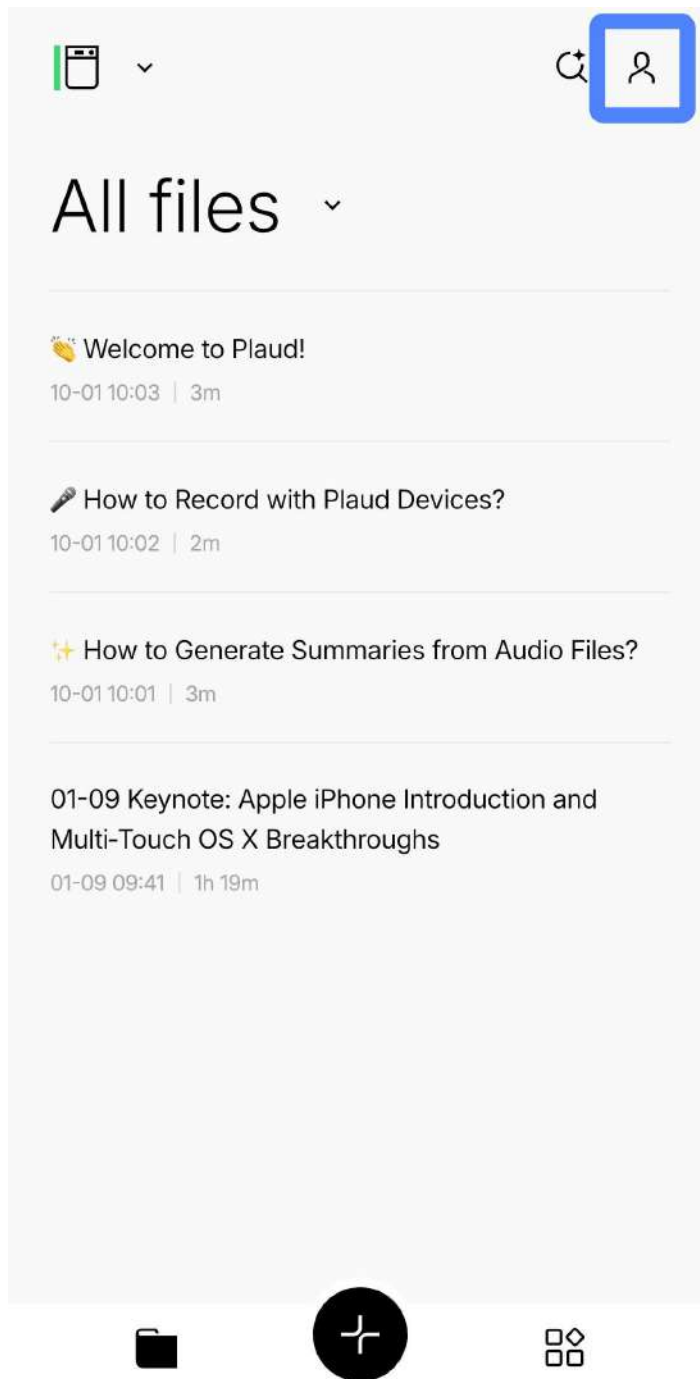 All files
👏 Welcome to Plaud!
10-01 10:03 | 3m
🎤 How to Record with Plaud Devices?
10-01 10:02 | 2m
✨ How to Generate Summaries from Audio Files?
10-01 10:01 | 3m
01-09 Keynote: Apple iPhone Introduction and
Multi-Touch OS X Breakthroughs
01-09 09:41 | 1h 19m